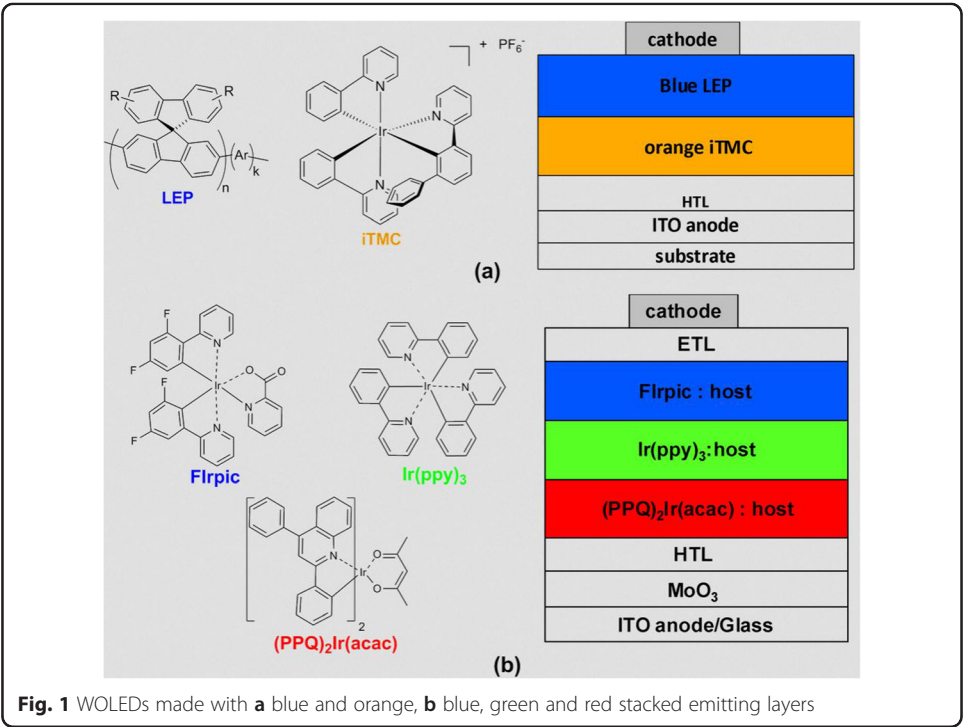 cathode
Blue LEP
orange iTMC
HTL
ITO anode
substrate
R
R
Ar
n
k
LEP
+ PF6-
N
Ir
N
N
iTMC
(a)
F
F
N
Ir
O
O
N
F
F
N
FIrpic
N
Ir
N
N
Ir(ppy)3
N
Ir
O
O
2
(PPQ)2Ir(acac)
cathode
ETL
FIrpic : host
Ir(ppy)3:host
(PPQ)2Ir(acac) : host
HTL
MoO3
ITO anode/Glass
(b)
Fig. 1 WOLEDs made with a blue and orange, b blue, green and red stacked emitting layers